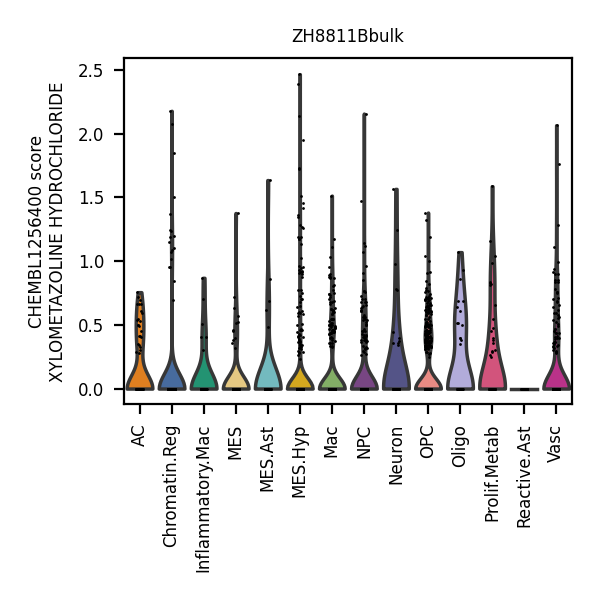 ZH8811Bbulk
CHEMBL1256400 score
XYLOMETAZOLINE HYDROCHLORIDE
2.5
2.0
1.5
1.0
0.5
0.0
AC
Chromatin.Reg
Inflammatory.Mac
MES
MES.Ast
MES.Hyp
Mac
NPC
Neuron
OPC
Oligo
Prolif.Metab
Reactive.Ast
Vasc